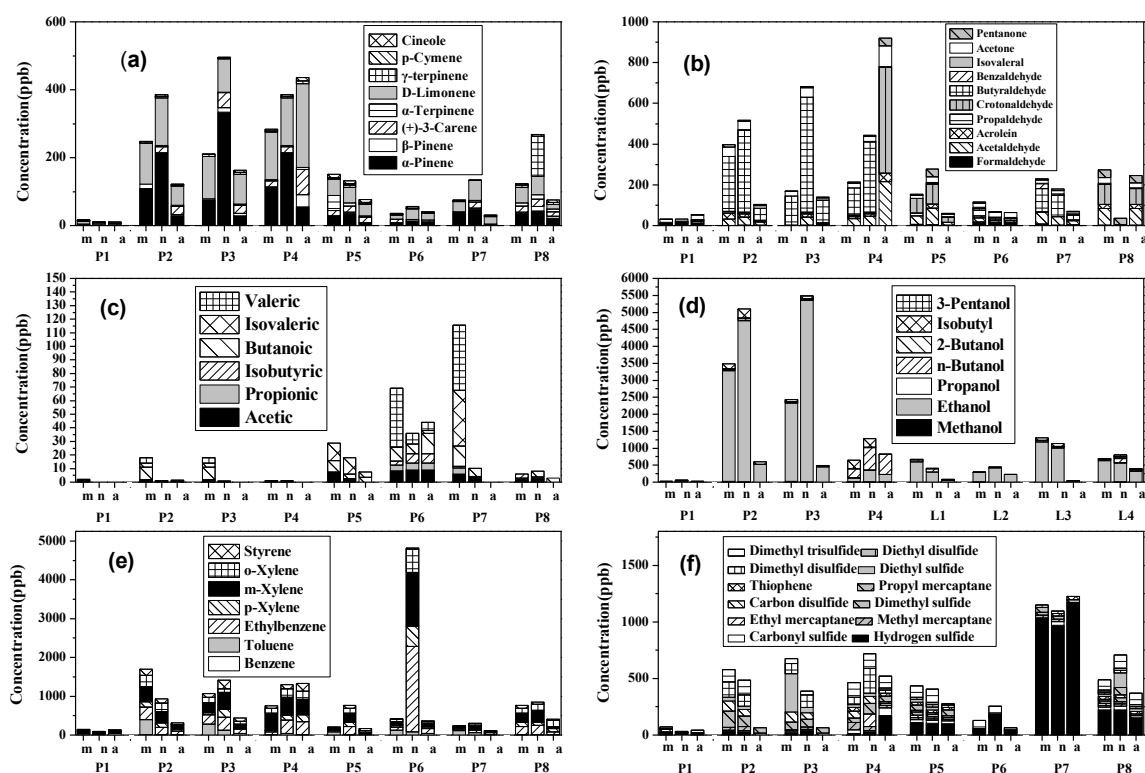 (a)
Concentration(ppb)
600
400
200
0
Cineole
p-Cymene
γ-terpinene
D-Limonene
α-Terpinene
(+)-3-Carene
β-Pinene
α-Pinene
m n a m n a m n a m n a m n a m n a m n a m n a
P1 P2 P3 P4 P5 P6 P7 P8
(b)
Concentration(ppb)
1000
800
600
400
200
0
Pentanone
Acetone
Isovaleral
Benzaldehyde
Butyraldehyde
Crotonaldehyde
Propaldehyde
Acrolein
Acetaldehyde
Formaldehyde
m n a m n a m n a m n a m n a m n a m n a m n a
P1 P2 P3 P4 P5 P6 P7 P8
(c)
Concentration(ppb)
150
140
130
120
110
100
90
80
70
60
50
40
30
20
10
0
Valeric
Isovaleric
Butanoic
Isobutyric
Propionic
Acetic
m n a m n a m n a m n a m n a m n a m n a m n a
P1 P2 P3 P4 P5 P6 P7 P8
(d)
Concentration(ppb)
6000
5500
5000
4500
4000
3500
3000
2500
2000
1500
1000
500
0
3-Pentanol
Isobutyl
2-Butanol
n-Butanol
Propanol
Ethanol
Methanol
m n a m n a m n a m n a m n a m n a m n a m n a
P1 P2 P3 P4 L1 L2 L3 L4
(e)
Concentration(ppb)
5000
4000
3000
2000
1000
0
Styrene
o-Xylene
m-Xylene
p-Xylene
Ethylbenzene
Toluene
Benzene
m n a m n a m n a m n a m n a m n a m n a m n a
P1 P2 P3 P4 P5 P6 P7 P8
(f)
Concentration(ppb)
1500
1000
500
0
Dimethyl trisulfide Diethyl disulfide
Dimethyl disulfide Diethyl sulfide
Thiophene Propyl mercaptane
Carbon disulfide Dimethyl sulfide
Ethyl mercaptane Methyl mercaptane
Carbonyl sulfide Hydrogen sulfide
m n a m n a m n a m n a m n a m n a m n a m n a
P1 P2 P3 P4 P5 P6 P7 P8